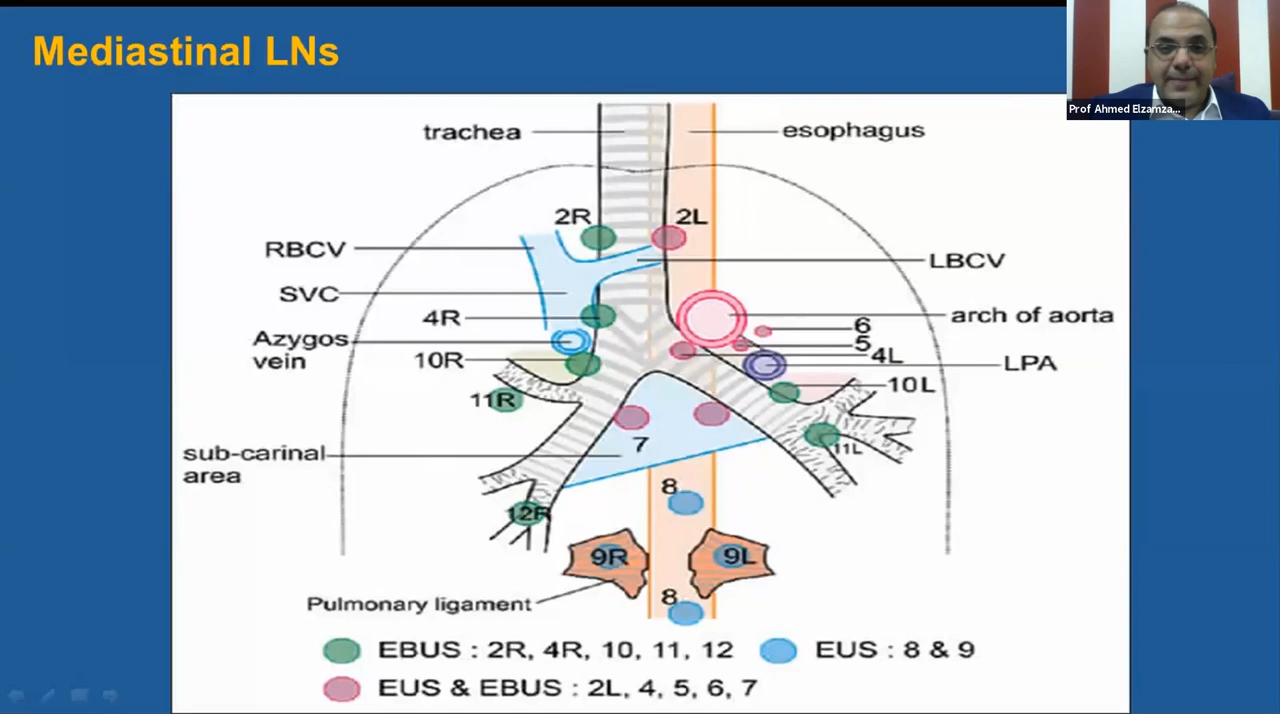 Mediastinal LNs
Prof Ahmed Elzamza...
trachea
esophagus
2R
2L
RBCV
LBCV
SVC
4R
6
arch of aorta
5
Azygos
vein
4L
10R
LPA
10L
11R
7
11L
sub-carinal
area
8
12R
9R
9L
8
Pulmonary ligament
EBUS : 2R, 4R, 10, 11, 12
EUS : 8 & 9
EUS & EBUS : 2L, 4, 5, 6, 7